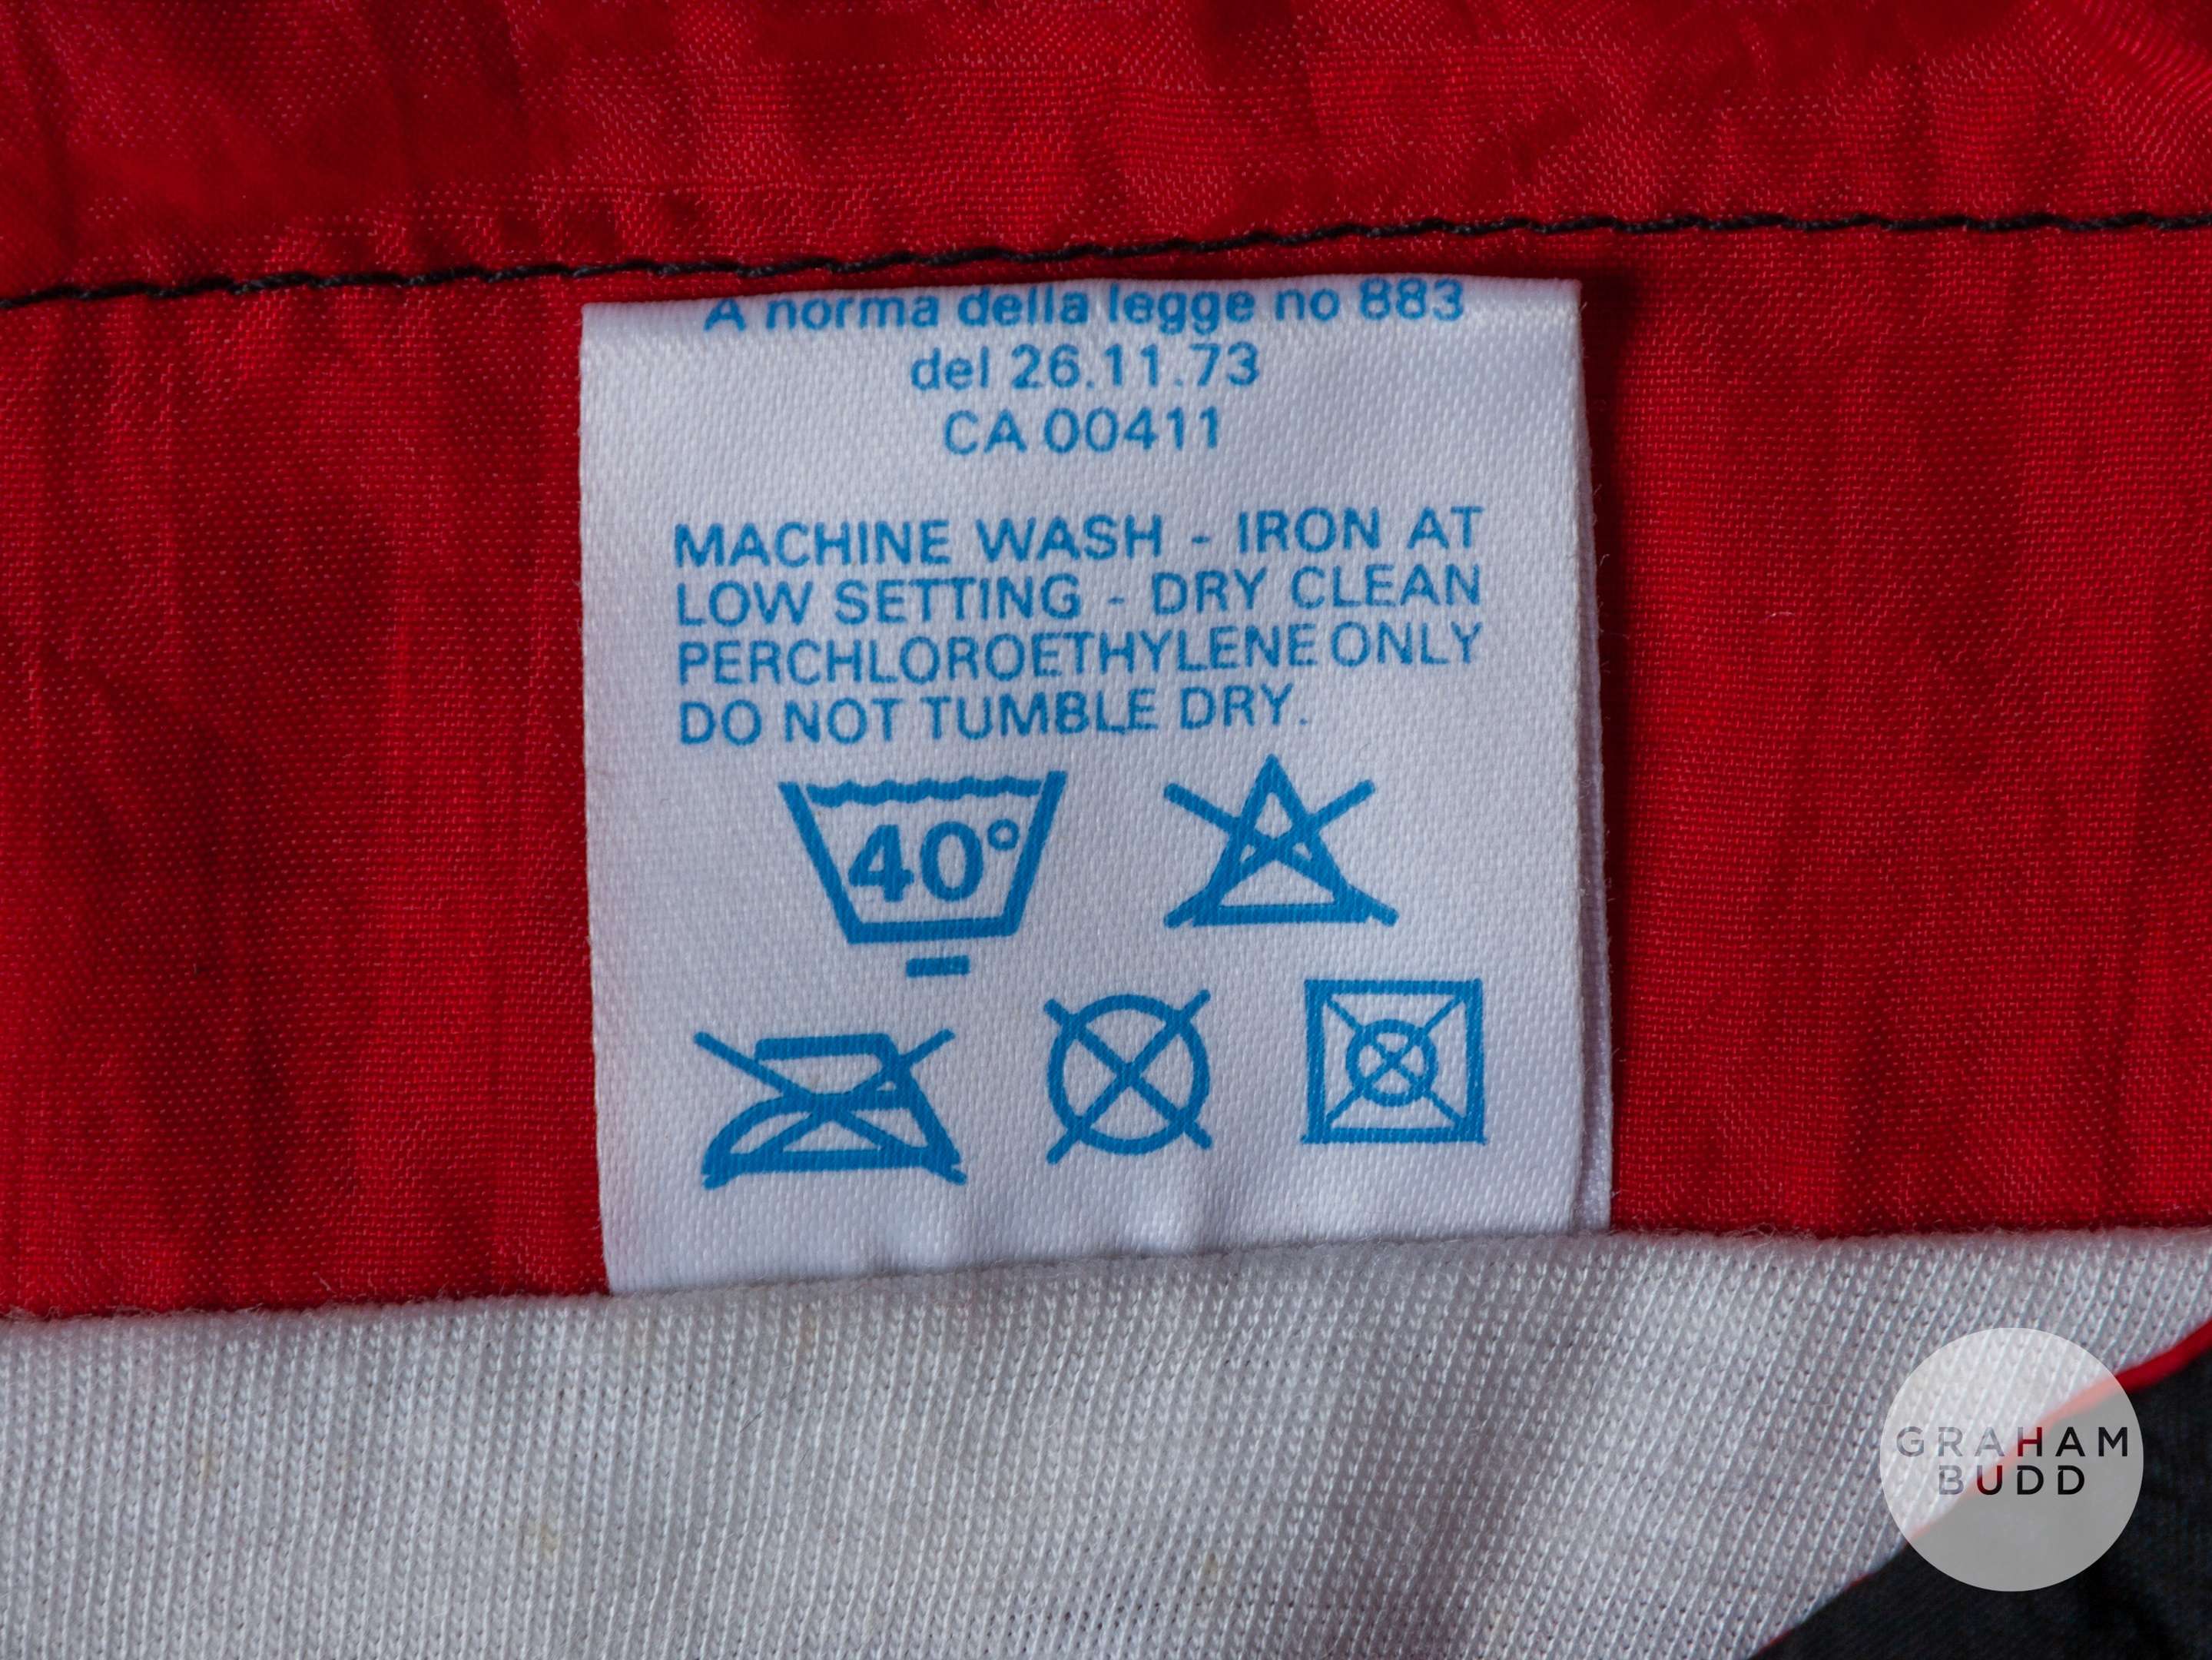 A norma della legge no 883
del 26.11.73
CA 00411
MACHINE WASH - IRON AT
LOW SETTING - DRY CLEAN
PERCHLOROETHYLENE ONLY
DO NOT TUMBLE DRY.
40°
GRAHAM
BUDD